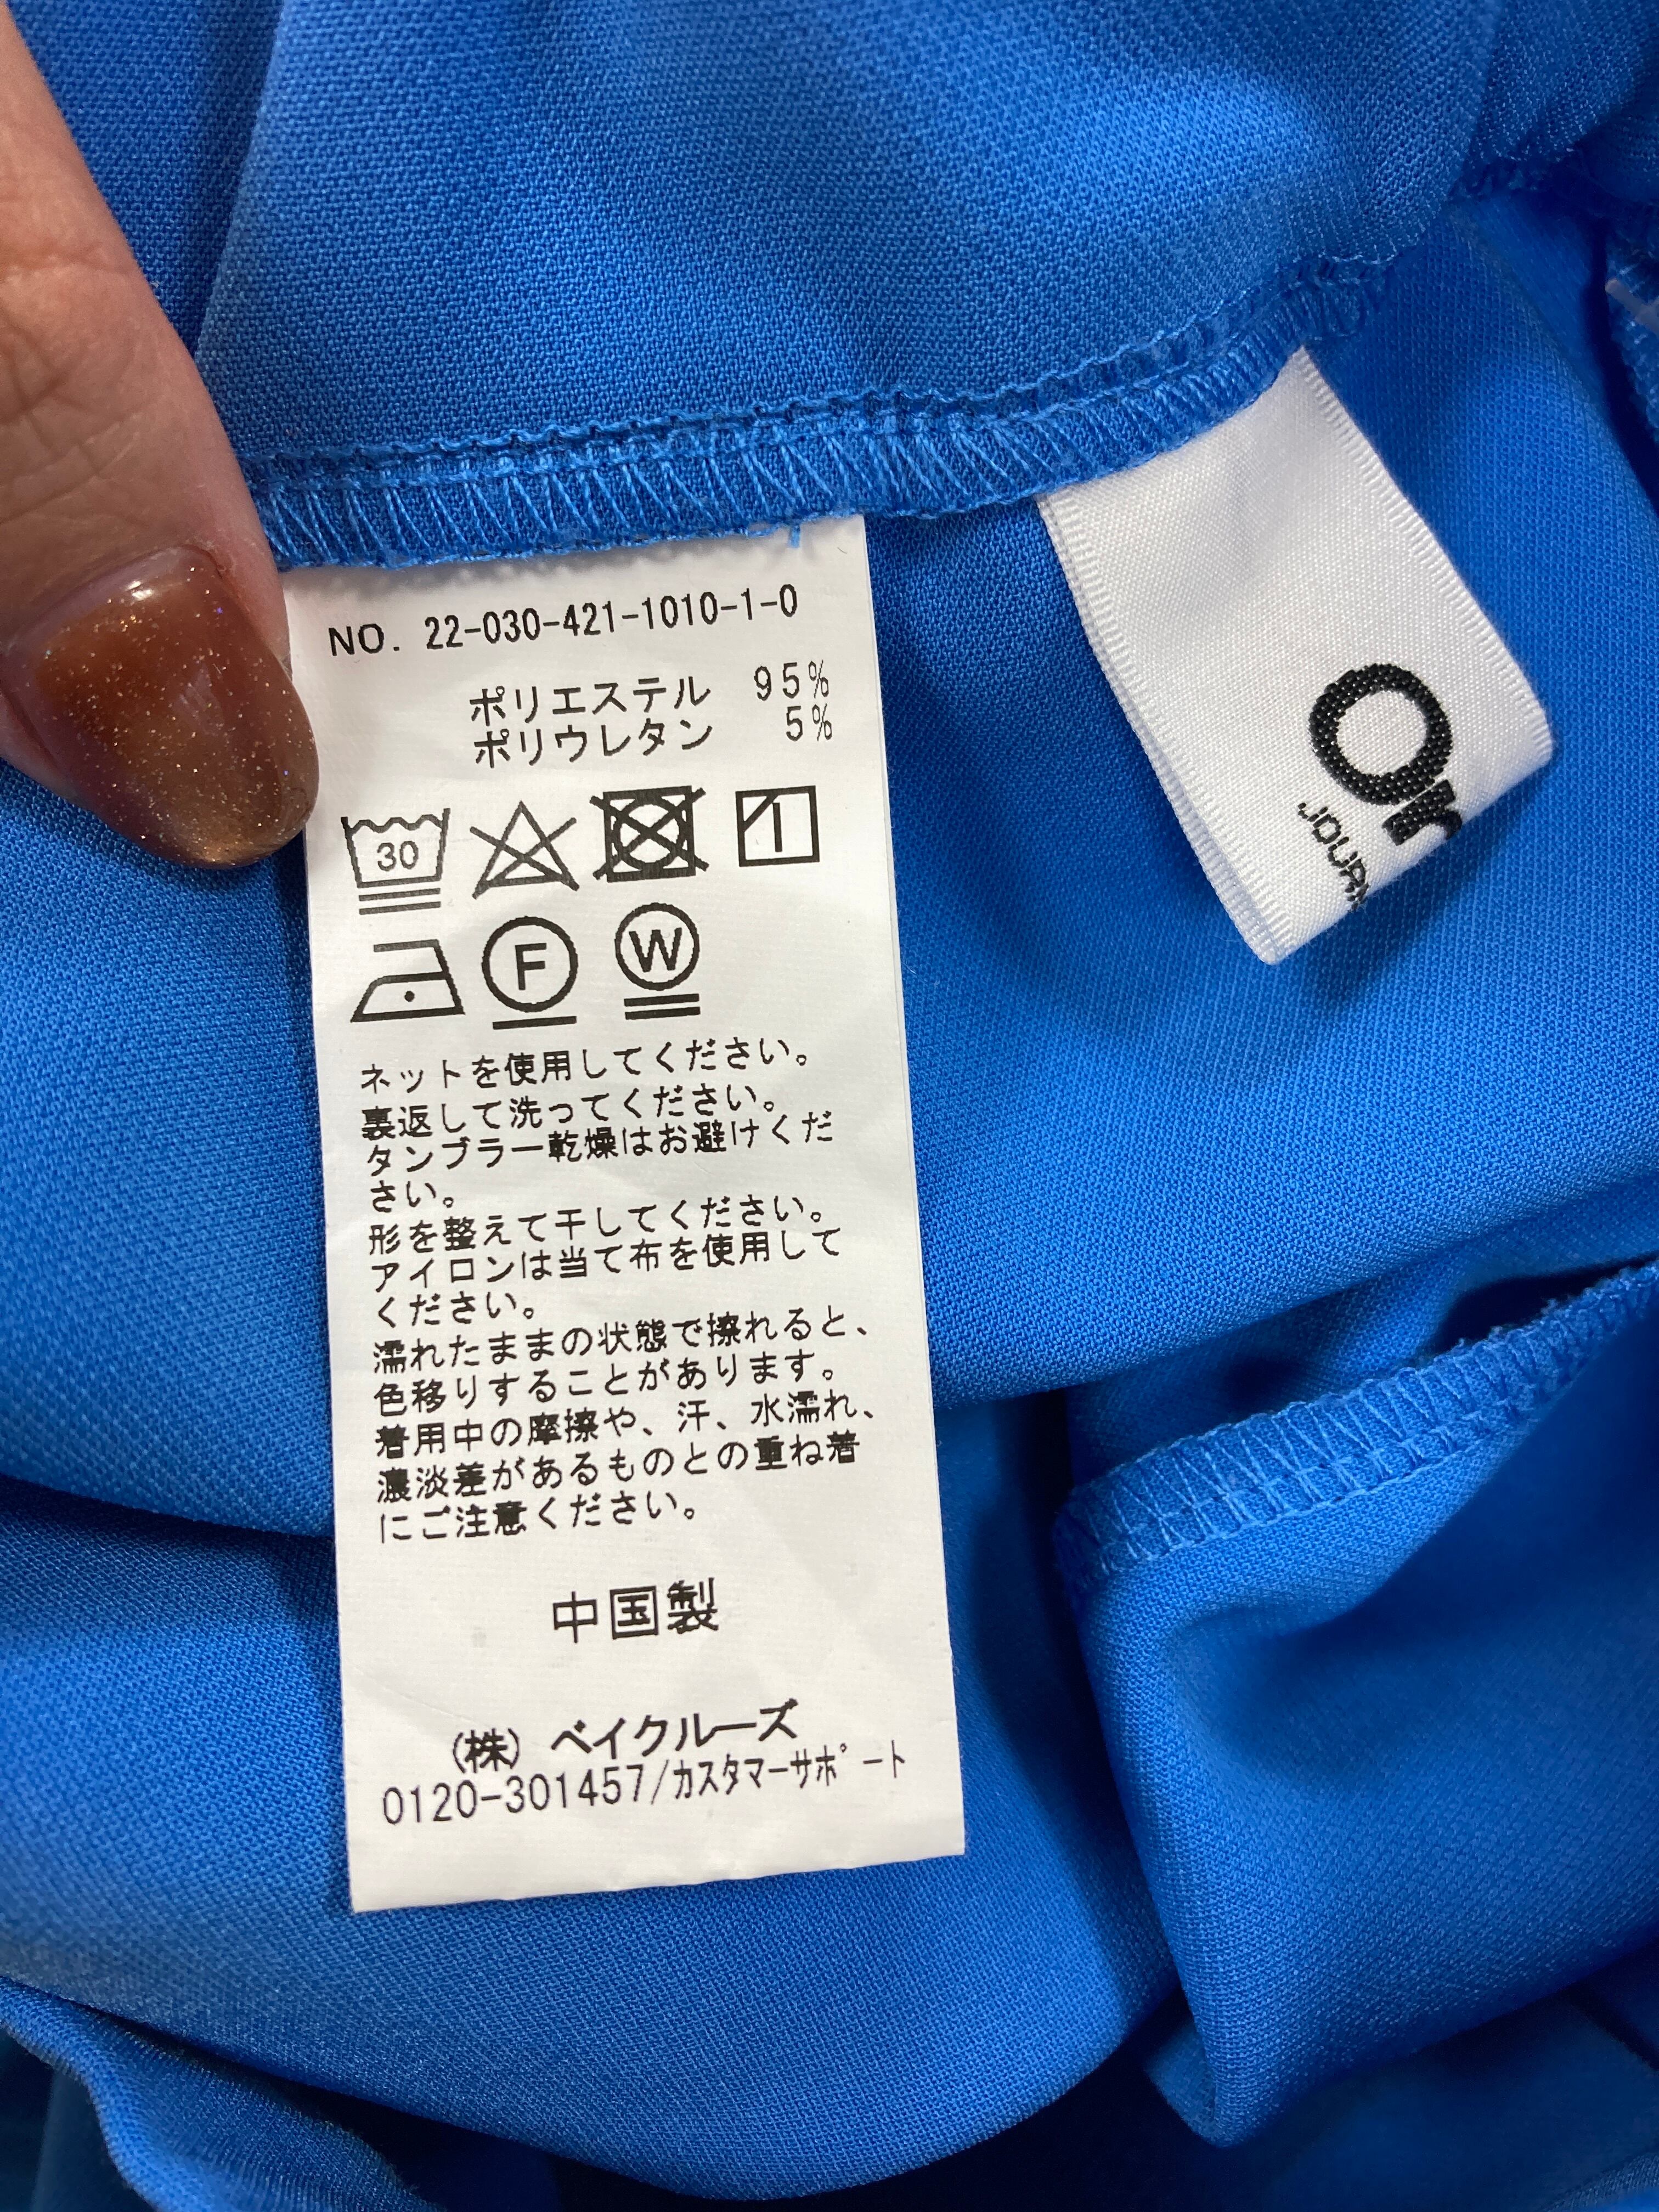 NO. 22-030-421-1010-1-0
ポリエステル 95%
ポリウレタン 5%
30
F W
ネットを使用してください。
裏返して洗ってください。
タンブラー乾燥はお避けくだ
さい。
形を整えて干してください。
アイロンは当て布を使用して
ください。
濡れたままの状態で擦れると、
色移りすることがあります。
着用中の摩擦や、汗、水濡れ、
濃淡差があるものとの重ね着
にご注意ください。
中国製
(株) ベイクルーズ
0120-301457/カスタマーサポート